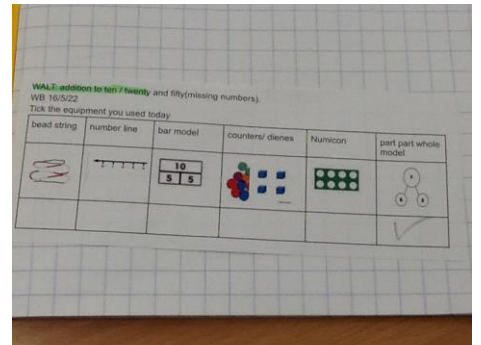 WALT: addition to ten / twenty and fifty(missing numbers).
WB 16/5/22
Tick the equipment you used today
bead string number line bar model counters/ dienes Numicon part part whole
model
10
5 5